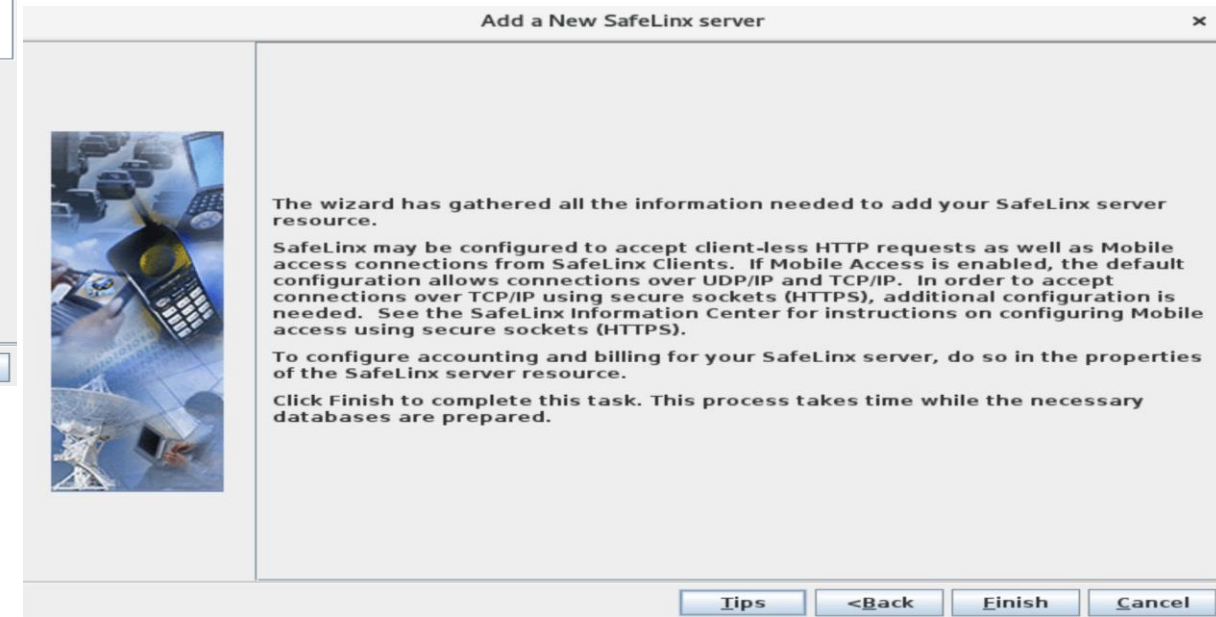 Add a New SafeLinx server
The wizard has gathered all the information needed to add your SafeLinx server
resource.
SafeLinx may be configured to accept client-less HTTP requests as well as Mobile
access connections from SafeLinx Clients.  If Mobile Access is enabled, the default
configuration allows connections over UDP/IP and TCP/IP.  In order to accept
connections over TCP/IP using secure sockets (HTTPS), additional configuration is
needed.  See the SafeLinx Information Center for instructions on configuring Mobile
access using secure sockets (HTTPS).
To configure accounting and billing for your SafeLinx server, do so in the properties
of the SafeLinx server resource.
Click Finish to complete this task. This process takes time while the necessary
databases are prepared.
Tips <Back Finish Cancel